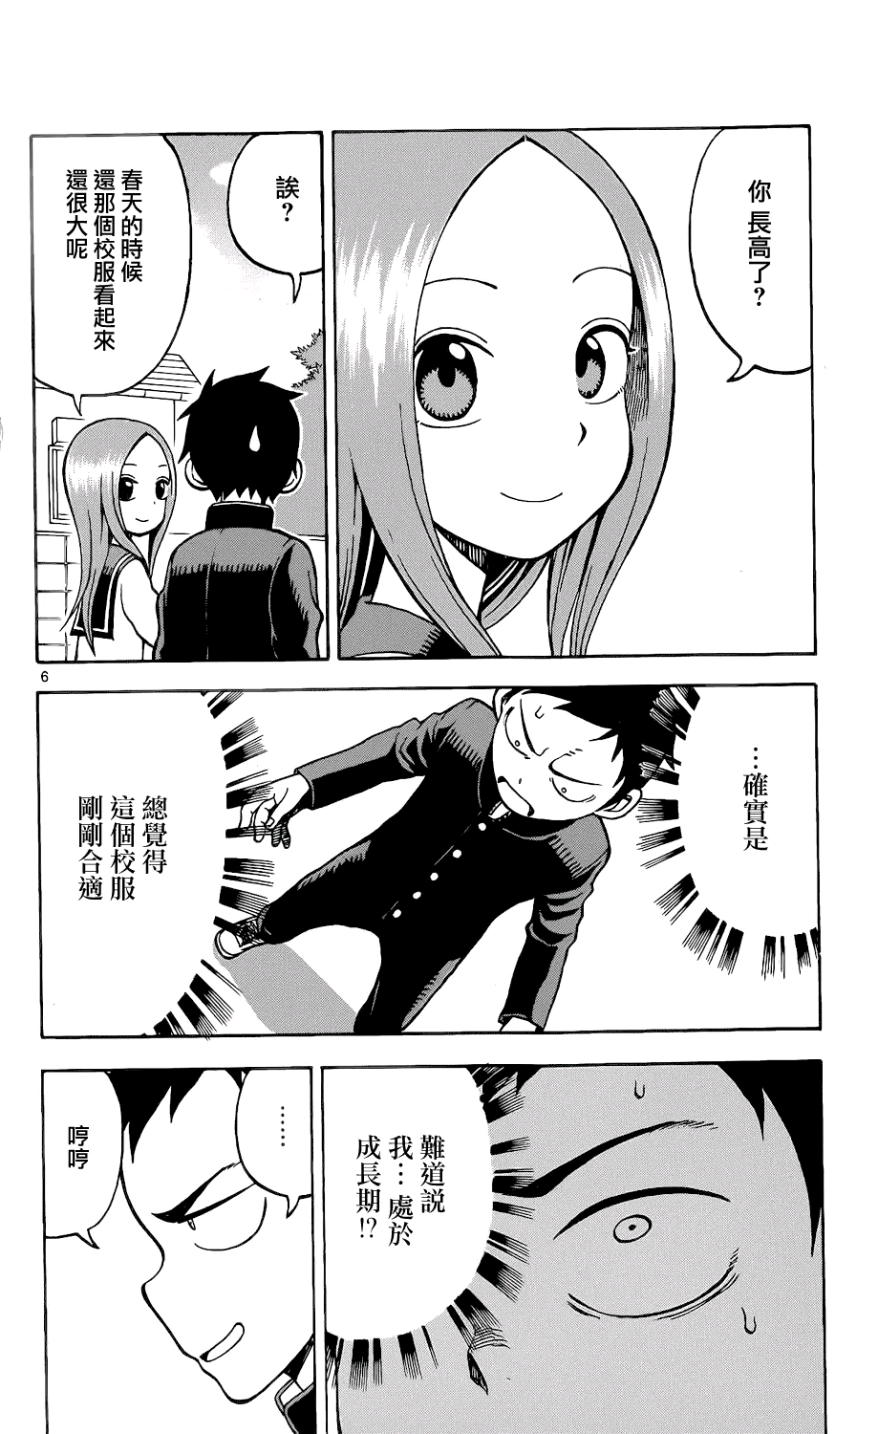 你長高了?
誒?
春天的時候
還那個校服看起來
還很大呢
6
…確實是
總覺得
這個校服
剛剛合適
難道説
我…處於
成長期!?
……
哼哼